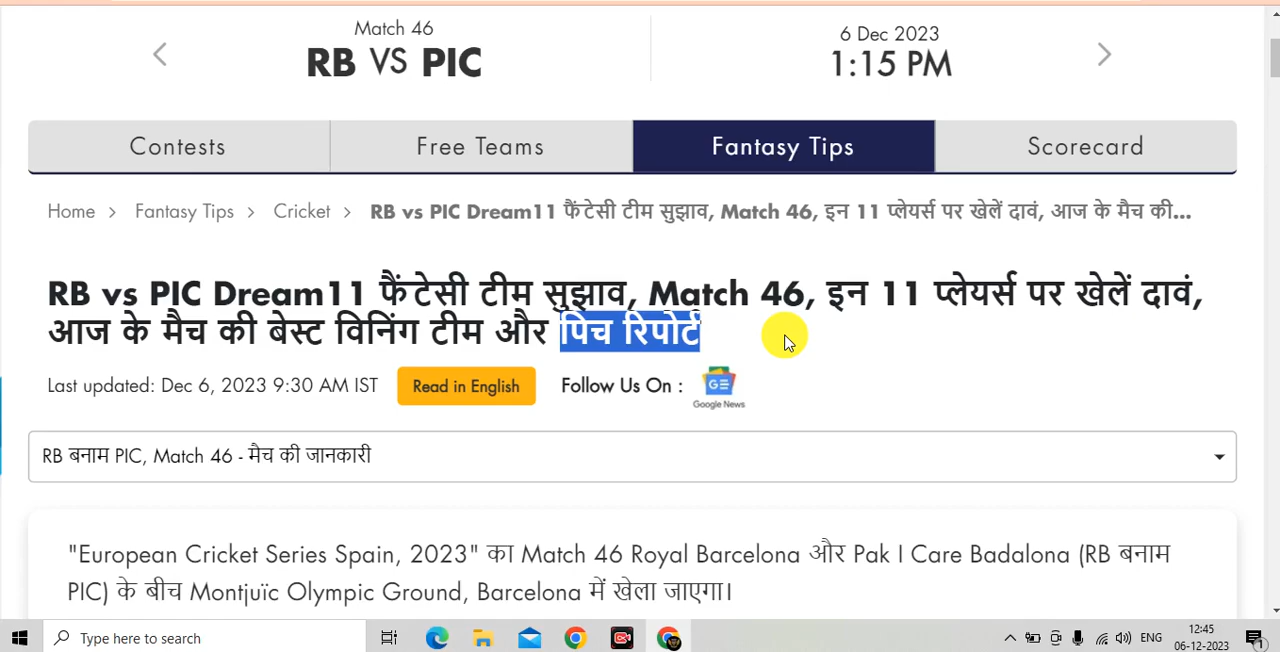 Match 46
RB VS PIC
6 Dec 2023
1:15 PM
Contests
Free Teams
Fantasy Tips
Scorecard
Home > Fantasy Tips > Cricket > RB vs PIC Dream11 फैंटेसी टीम सुझाव, Match 46, इन 11 प्लेयर्स पर खेलें दावं, आज के मैच की...
RB vs PIC Dream11 फैंटेसी टीम सुझाव, Match 46, इन 11 प्लेयर्स पर खेलें दावं,
आज के मैच की बेस्ट विनिंग टीम और पिच रिपोर्ट
Last updated: Dec 6, 2023 9:30 AM IST
Read in English
Follow Us On :
GE
Google News
RB बनाम PIC, Match 46 - मैच की जानकारी
"European Cricket Series Spain, 2023" का Match 46 Royal Barcelona और Pak I Care Badalona (RB बनाम
PIC) के बीच Montjuïc Olympic Ground, Barcelona में खेला जाएगा।
Type here to search
ENG
12:45
06-12-2023
1